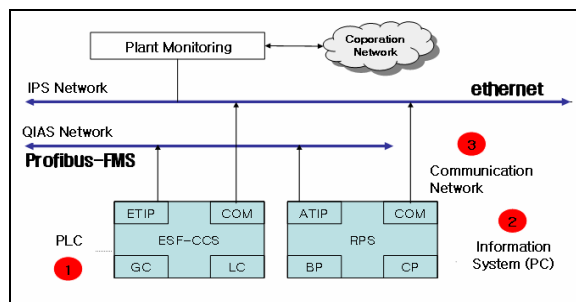 Plant Monitoring
Coporation
Network
IPS Network
ethernet
QIAS Network
Profibus-FMS
3
Communication
Network
ETIP
COM
ATIP
COM
2
PLC
ESF-CCS
RPS
Information
System (PC)
1
GC
LC
BP
CP